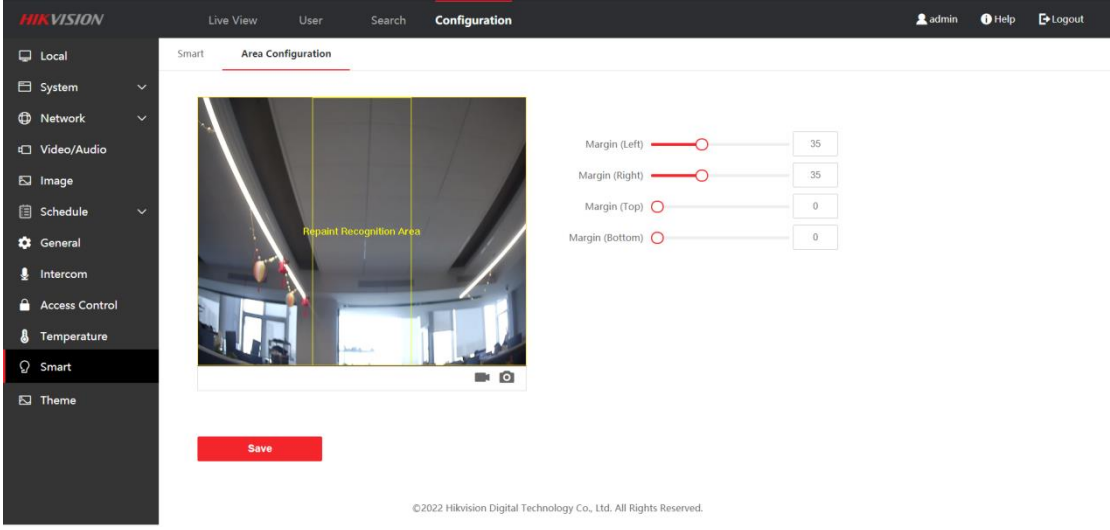 HIKVISION
Live View User Search Configuration admin Help Logout
Local
System
Network
Video/Audio
Image
Schedule
General
Intercom
Access Control
Temperature
Smart
Theme
Smart Area Configuration
Repaint Recognition Area
Margin (Left) 35
Margin (Right) 35
Margin (Top) 0
Margin (Bottom) 0
Save
©2022 Hikvision Digital Technology Co., Ltd. All Rights Reserved.